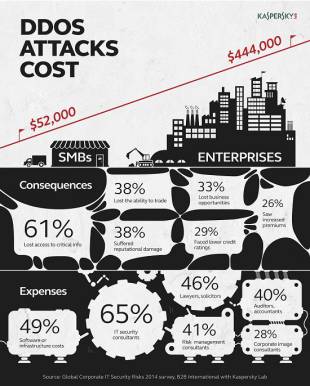 KASPERSKY
DDOS
ATTACKS
COST
$444,000
$52,000
SMBs
ENTERPRISES
Consequences
38%
Lost the ability to trade
33%
Lost business
opportunities
26%
Saw
increased
premiums
61%
Lost access to critical info
38%
Suffered
reputational damage
29%
Faced lower credit
ratings
Expenses
46%
Lawyers, solicitors
40%
Auditors,
accountants
65%
IT security
consultants
49%
Software or
infrastructure costs
41%
Risk management
consultants
28%
Corporate image
consultants
Source: Global Corporate IT Security Risks 2014 survey, B2B International with Kaspersky Lab